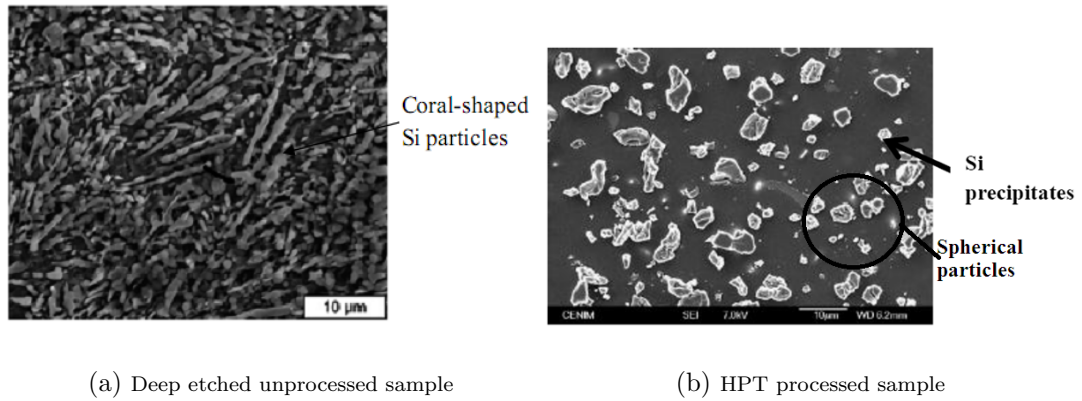 Coral-shaped
Si particles
10 µm
Si
precipitates
Spherical
particles
CENIM SEI 7.0kV 10µm WD 6.2mm
(a) Deep etched unprocessed sample
(b) HPT processed sample